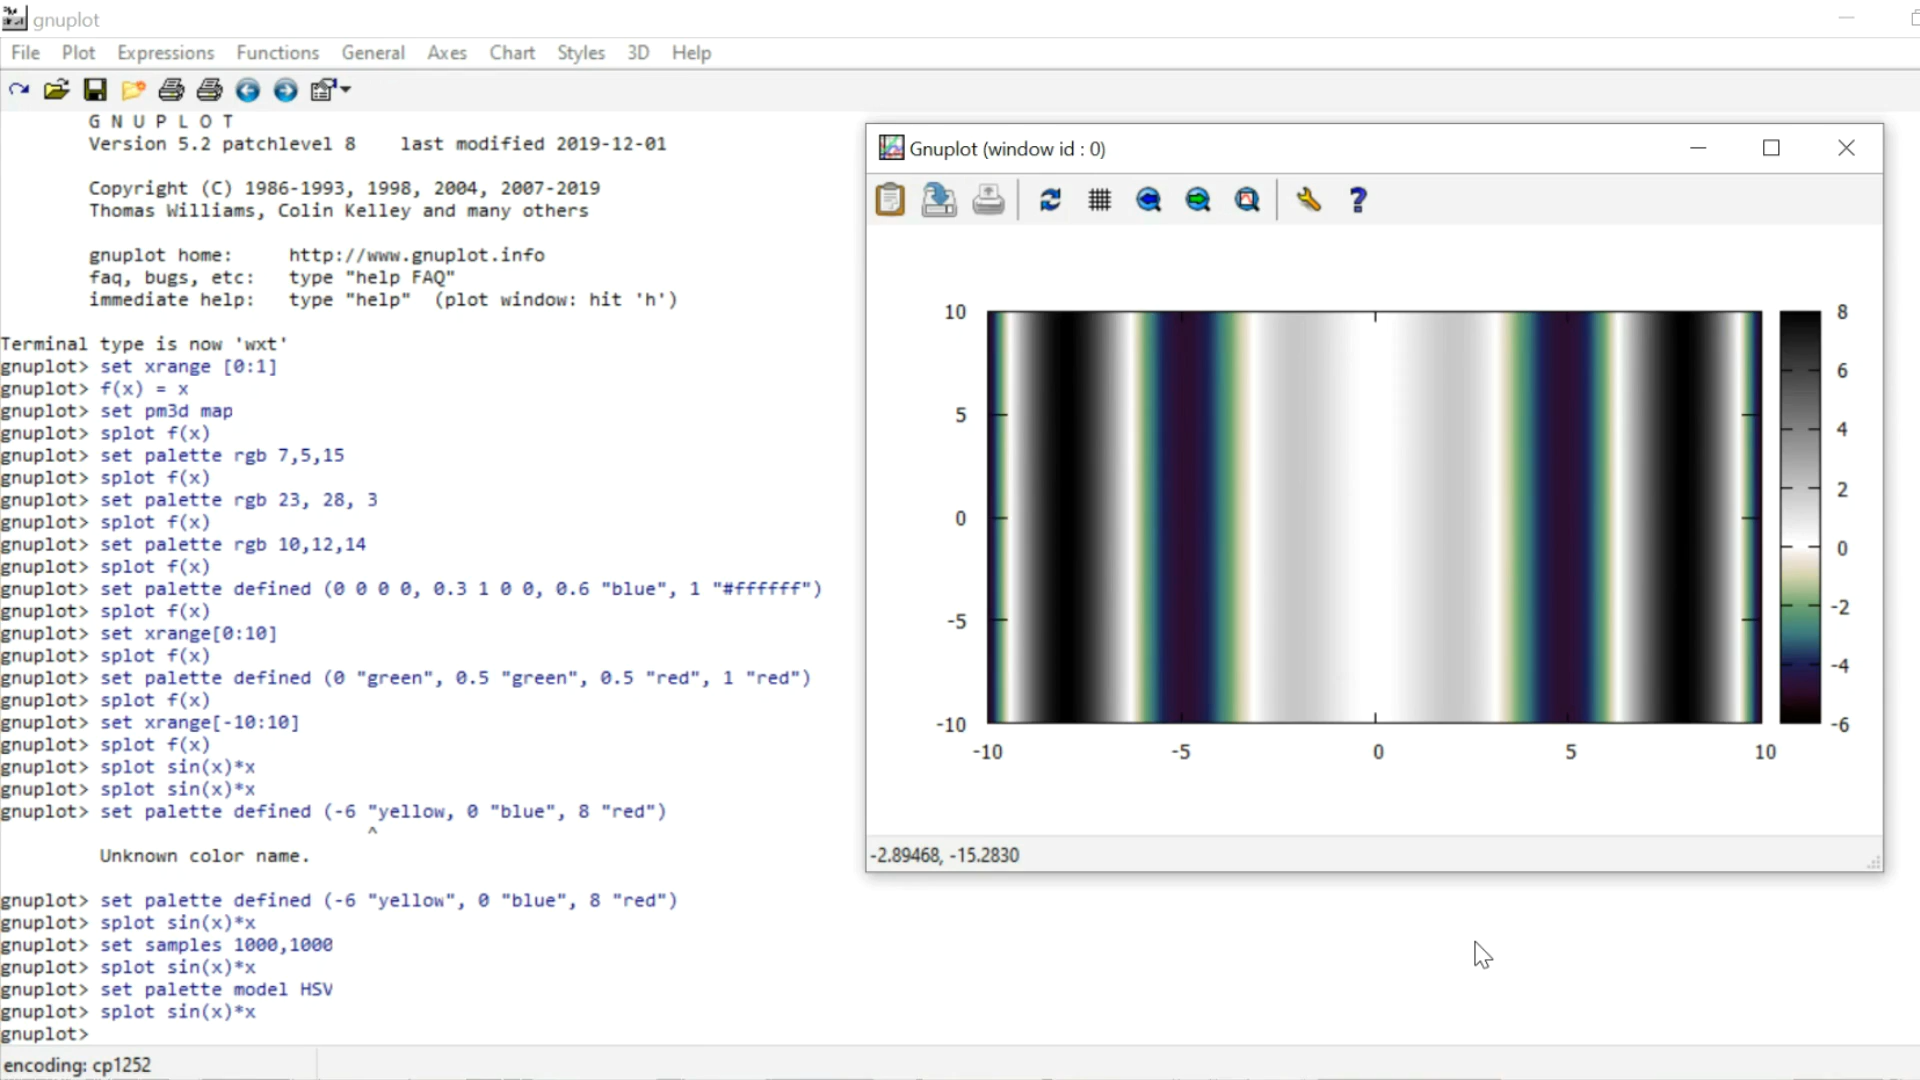 gnuplot
File Plot Expressions Functions General Axes Chart Styles 3D Help
G N U P L O T
Version 5.2 patchlevel 8    last modified 2019-12-01
Copyright (C) 1986-1993, 1998, 2004, 2007-2019
Thomas Williams, Colin Kelley and many others
gnuplot home:     http://www.gnuplot.info
faq, bugs, etc:   type "help FAQ"
immediate help:   type "help"  (plot window: hit 'h')
Terminal type is now 'wxt'
gnuplot> set xrange [0:1]
gnuplot> f(x) = x
gnuplot> set pm3d map
gnuplot> splot f(x)
gnuplot> set palette rgb 7,5,15
gnuplot> splot f(x)
gnuplot> set palette rgb 23, 28, 3
gnuplot> splot f(x)
gnuplot> set palette rgb 10,12,14
gnuplot> splot f(x)
gnuplot> set palette defined (0 0 0 0, 0.3 1 0 0, 0.6 "blue", 1 "#ffffff")
gnuplot> splot f(x)
gnuplot> set xrange[0:10]
gnuplot> splot f(x)
gnuplot> set palette defined (0 "green", 0.5 "green", 0.5 "red", 1 "red")
gnuplot> splot f(x)
gnuplot> set xrange[-10:10]
gnuplot> splot f(x)
gnuplot> splot sin(x)*x
gnuplot> splot sin(x)*x
gnuplot> set palette defined (-6 "yellow, 0 "blue", 8 "red")
^
Unknown color name.
gnuplot> set palette defined (-6 "yellow", 0 "blue", 8 "red")
gnuplot> splot sin(x)*x
gnuplot> set samples 1000,1000
gnuplot> splot sin(x)*x
gnuplot> set palette model HSV
gnuplot> splot sin(x)*x
gnuplot>
encoding: cp1252
Gnuplot (window id : 0)
?
10
5
0
-5
-10
-10 -5 0 5 10
8
6
4
2
0
-2
-4
-6
-2.89468, -15.2830